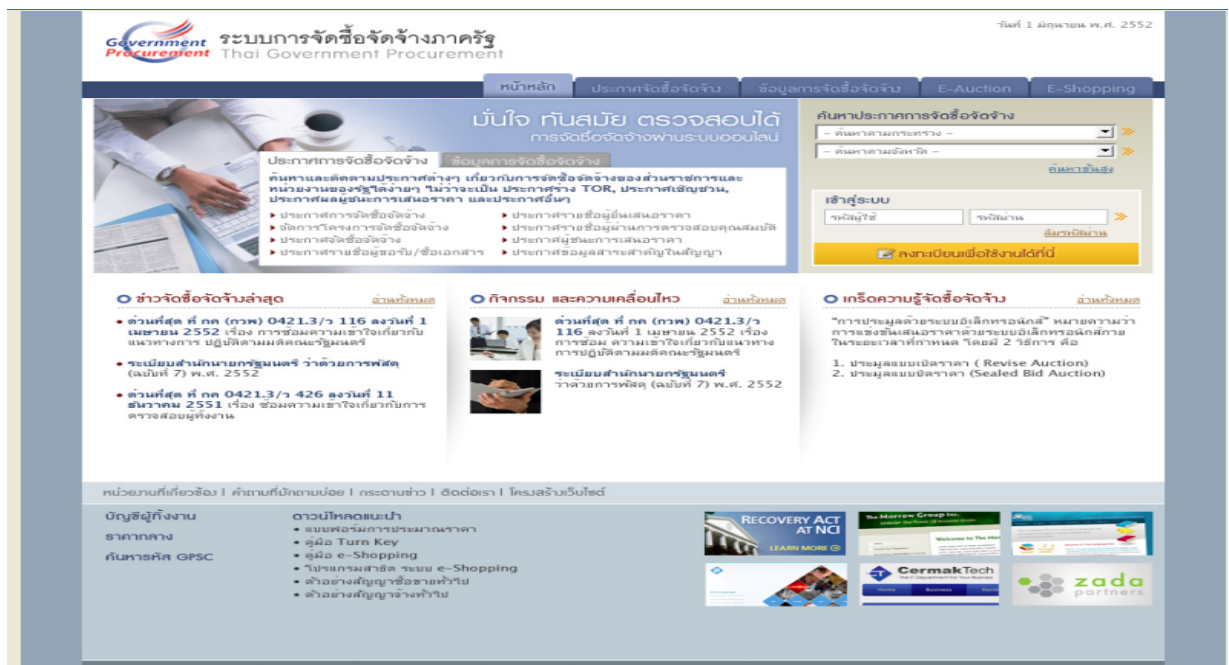 วันที่ 1 มิถุนายน พ.ศ. 2552
Government Procurement
ระบบการจัดซื้อจัดจ้างภาครัฐ
Thai Government Procurement
หน้าหลัก ประกาศจัดซื้อจัดจ้าง ข้อมูลการจัดซื้อจัดจ้าง E-Auction E-Shopping
มั่นใจ ทันสมัย ตรวจสอบได้
การจัดซื้อจัดจ้างผ่านระบบออนไลน์
ประกาศการจัดซื้อจัดจ้าง ข้อมูลการจัดซื้อจัดจ้าง
ค้นหาและติดตามประกาศต่างๆ เกี่ยวกับการจัดซื้อจัดจ้างของส่วนราชการและ
หน่วยงานของรัฐได้ง่ายๆ ไม่ว่าจะเป็น ประกาศร่าง TOR, ประกาศเชิญชวน,
ประกาศผลผู้ชนะการเสนอราคา และประกาศอื่นๆ
ประกาศการจัดซื้อจัดจ้าง
จัดการโครงการจัดซื้อจัดจ้าง
ประกาศจัดซื้อจัดจ้าง
ประกาศรายชื่อผู้ขอรับ/ซื้อเอกสาร
ประกาศรายชื่อผู้ยื่นเสนอราคา
ประกาศรายชื่อผู้ผ่านการตรวจสอบคุณสมบัติ
ประกาศผู้ชนะการเสนอราคา
ประกาศข้อมูลสาระสำคัญในสัญญา
ค้นหาประกาศการจัดซื้อจัดจ้าง
– ค้นหาตามกระทรวง –
– ค้นหาตามจังหวัด –
ค้นหาขั้นสูง
เข้าสู่ระบบ
รหัสผู้ใช้ รหัสผ่าน
ลืมรหัสผ่าน
ลงทะเบียนเพื่อใช้งานได้ที่นี่
ข่าวจัดซื้อจัดจ้างล่าสุด อ่านทั้งหมด
ด่วนที่สุด ที่ กค (กวพ) 0421.3/ว 116 ลงวันที่ 1
เมษายน 2552 เรื่อง การซ้อมความเข้าใจเกี่ยวกับ
แนวทางการ ปฏิบัติตามมติคณะรัฐมนตรี
ระเบียบสำนักนายกรัฐมนตรี ว่าด้วยการพัสดุ
(ฉบับที่ 7) พ.ศ. 2552
ด่วนที่สุด ที่ กค 0421.3/ว 426 ลงวันที่ 11
ธันวาคม 2551 เรื่อง ซ้อมความเข้าใจเกี่ยวกับการ
ตรวจสอบผู้ทิ้งงาน
กิจกรรม และความเคลื่อนไหว อ่านทั้งหมด
ด่วนที่สุด ที่ กค (กวพ) 0421.3/ว
116 ลงวันที่ 1 เมษายน 2552 เรื่อง
การซ้อม ความเข้าใจเกี่ยวกับแนวทาง
การปฏิบัติตามมติคณะรัฐมนตรี
ระเบียบสำนักนายกรัฐมนตรี
ว่าด้วยการพัสดุ (ฉบับที่ 7) พ.ศ. 2552
เกร็ดความรู้จัดซื้อจัดจ้าง อ่านทั้งหมด
"การประมูลด้วยระบบอิเล็กทรอนิกส์" หมายความว่า
การแข่งขันเสนอราคาด้วยระบบอิเล็กทรอนิกส์ภาย
ในระยะเวลาที่กำหนด โดยมี 2 วิธีการ คือ
1. ประมูลแบบเปิดราคา ( Revise Auction)
2. ประมูลแบบปิดราคา (Sealed Bid Auction)
หน่วยงานที่เกี่ยวข้อง | คำถามที่มักถามบ่อย | กระดานข่าว | ติดต่อเรา | โครงสร้างเว็บไซต์
บัญชีผู้ทิ้งงาน
ราคากลาง
ค้นหารหัส GPSC
ดาวน์โหลดแนะนำ
แบบฟอร์มการประมาณราคา
คู่มือ Turn Key
คู่มือ e-Shopping
โปรแกรมสาธิต ระบบ e-Shopping
ตัวอย่างสัญญาซื้อขายทั่วไป
ตัวอย่างสัญญาจ้างทั่วไป
RECOVERY ACT
AT NCI
LEARN MORE
The Morrow Group Inc.
CermakTech
Home Business
zada
partners